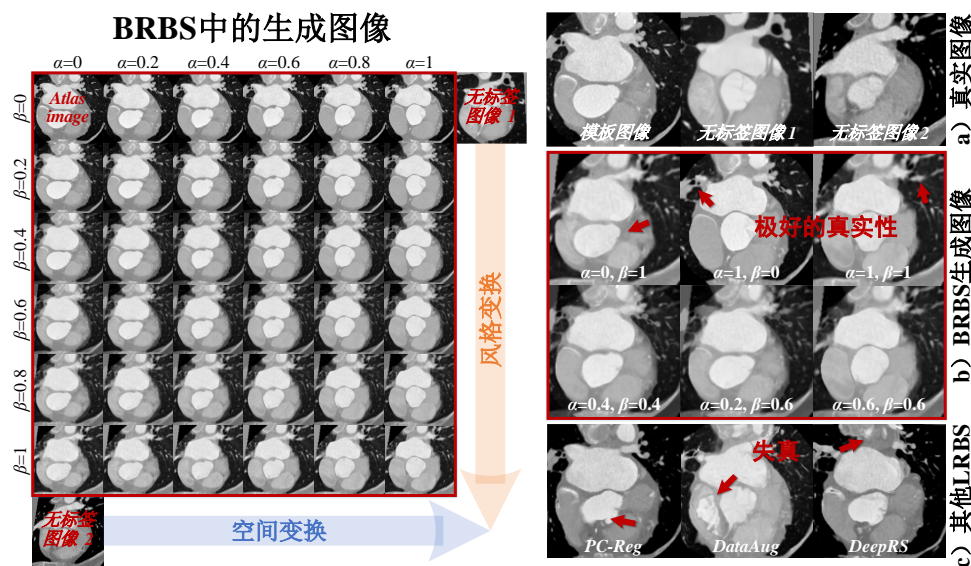 BRBS中的生成图像
α=0 α=0.2 α=0.4 α=0.6 α=0.8 α=1
β=0
Atlas
image
无标签
图像 1
β=0.2
β=0.4
β=0.6
β=0.8
β=1
风格变换
无标签
图像 2
空间变换
模板图像 无标签图像1 无标签图像2
a）真实图像
极好的真实性
α=0, β=1 α=1, β=0 α=1, β=1
α=0.4, β=0.4 α=0.2, β=0.6 α=0.6, β=0.6
b）BRBS生成图像
失真
PC-Reg DataAug DeepRS
c）其他LRBS